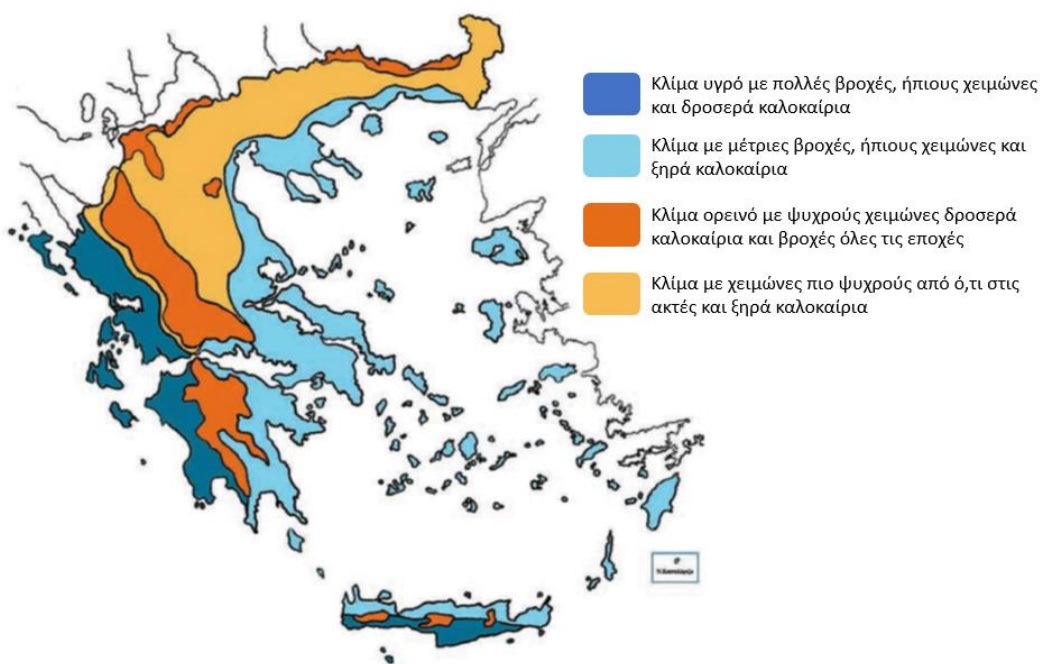 Κλίμα υγρό με πολλές βροχές, ήπιους χειμώνες
και δροσερά καλοκαίρια
Κλίμα με μέτριες βροχές, ήπιους χειμώνες και
ξηρά καλοκαίρια
Κλίμα ορεινό με ψυχρούς χειμώνες δροσερά
καλοκαίρια και βροχές όλες τις εποχές
Κλίμα με χειμώνες πιο ψυχρούς από ό,τι στις
ακτές και ξηρά καλοκαίρια